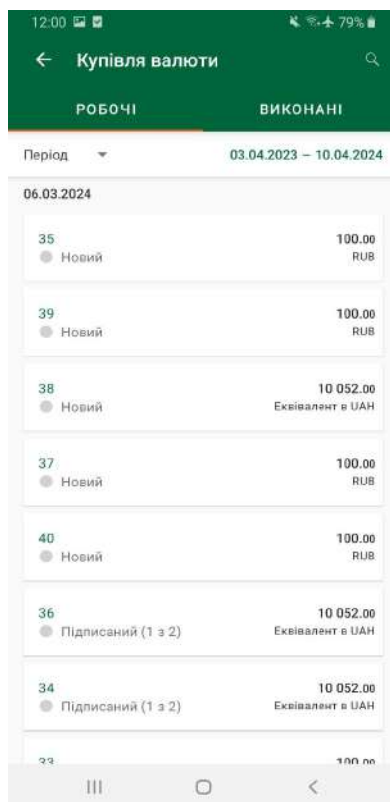 12:00 79%
Купівля валюти
РОБОЧІ ВИКОНАНІ
Період 03.04.2023 – 10.04.2024
06.03.2024
35 100.00
Новий RUB
39 100.00
Новий RUB
38 10 052.00
Новий Еквівалент в UAH
37 100.00
Новий RUB
40 100.00
Новий RUB
36 10 052.00
Підписаний (1 з 2) Еквівалент в UAH
34 10 052.00
Підписаний (1 з 2) Еквівалент в UAH
33 100.00